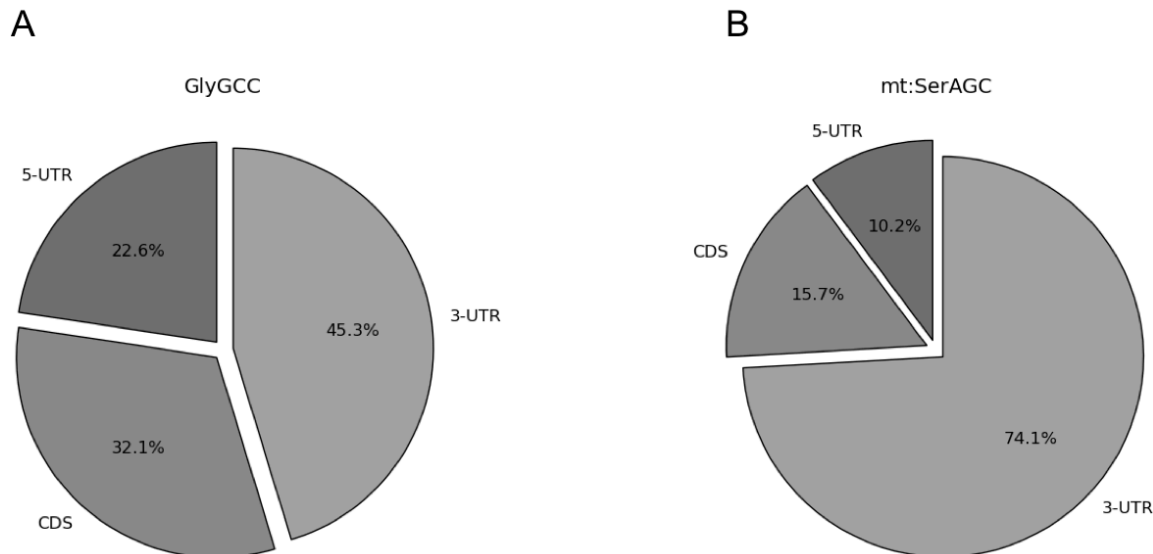 A
GlyGCC
5-UTR
22.6%
45.3%
3-UTR
32.1%
CDS
B
mt:SerAGC
5-UTR
10.2%
CDS
15.7%
74.1%
3-UTR